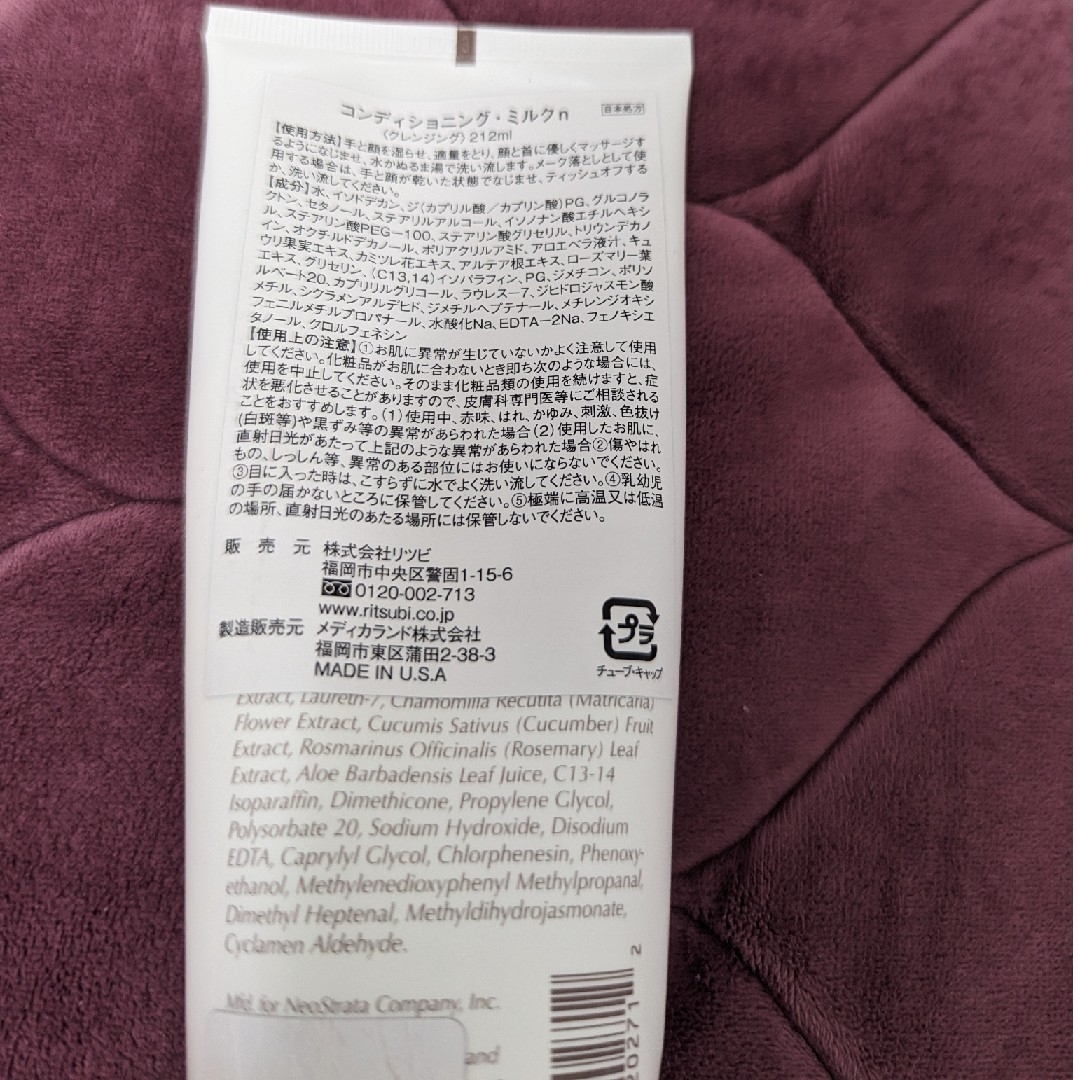 コンディショニング・ミルクn
日本処方
〈クレンジング〉212ml
【使用方法】手と顔を湿らせ、適量をとり、顔と首に優しくマッサージす
るようになじませ、水かぬるま湯で洗い流します。メーク落としとして使
用する場合は、手と顔が乾いた状態でなじませ、ティッシュオフする
か、洗い流してください。
【成分】水、イソドデカン、ジ(カプリル酸/カプリン酸)PG、グルコノラ
クトン、セタノール、ステアリルアルコール、イソノナン酸エチルヘキシ
ル、ステアリン酸PEG-100、ステアリン酸グリセリル、トリウンデカノ
イン、オクチルドデカノール、ポリアクリルアミド、アロエベラ液汁、キュ
ウリ果実エキス、カミツレ花エキス、アルテア根エキス、ローズマリー葉
エキス、グリセリン、(C13,14)イソパラフィン、PG、ジメチコン、ポリソ
ルベート20、カプリリルグリコール、ラウレス-7、ジヒドロジャスモン酸
メチル、シクラメンアルデヒド、ジメチルヘプテナール、メチレンジオキシ
フェニルメチルプロパナール、水酸化Na、EDTA-2Na、フェノキシエ
タノール、クロルフェネシン
【使用上の注意】①お肌に異常が生じていないかよく注意して使用
してください。化粧品がお肌に合わないとき即ち次のような場合には、
使用を中止してください。そのまま化粧品類の使用を続けますと、症
状を悪化させることがありますので、皮膚科専門医等にご相談される
ことをおすすめします。(1)使用中、赤味、はれ、かゆみ、刺激、色抜け
(白斑等)や黒ずみ等の異常があらわれた場合(2)使用したお肌に、
直射日光があたって上記のような異常があらわれた場合②傷やはれ
もの、しっしん等、異常のある部位にはお使いにならないでください。
③目に入った時は、こすらずに水でよく洗い流してください。④乳幼児
の手の届かないところに保管してください。⑤極端に高温又は低温
の場所、直射日光のあたる場所には保管しないでください。
販売元 株式会社リツビ
福岡市中央区警固1-15-6
0120-002-713
www.ritsubi.co.jp
製造販売元 メディカランド株式会社
福岡市東区蒲田2-38-3
MADE IN U.S.A
プラ
チューブ・キャップ
Extract, Laureth-7, Chamomilla Recutita (Matricaria)
Flower Extract, Cucumis Sativus (Cucumber) Fruit
Extract, Rosmarinus Officinalis (Rosemary) Leaf
Extract, Aloe Barbadensis Leaf Juice, C13-14
Isoparaffin, Dimethicone, Propylene Glycol,
Polysorbate 20, Sodium Hydroxide, Disodium
EDTA, Caprylyl Glycol, Chlorphenesin, Phenoxy-
ethanol, Methylenedioxyphenyl Methylpropanal,
Dimethyl Heptenal, Methyldihydrojasmonate,
Cyclamen Aldehyde.
Mfd. for NeoStrata Company, Inc.
and
20271 2